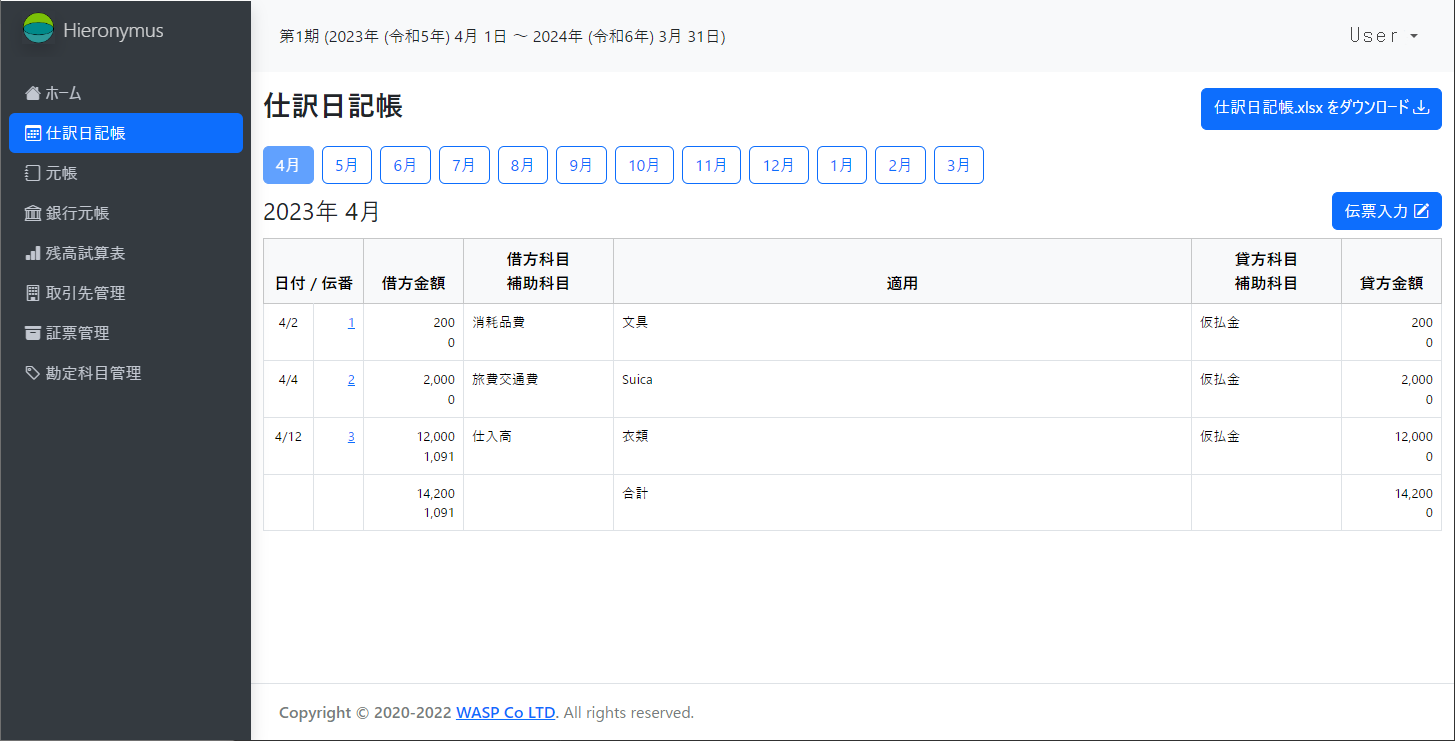 Hieronymus
第1期 (2023年 (令和5年) 4月 1日 ～ 2024年 (令和6年) 3月 31日)
User
ホーム
仕訳日記帳
元帳
銀行元帳
残高試算表
取引先管理
証票管理
勘定科目管理
仕訳日記帳
仕訳日記帳.xlsx をダウンロード
4月 5月 6月 7月 8月 9月 10月 11月 12月 1月 2月 3月
2023年 4月
伝票入力
借方科目 貸方科目
日付 / 伝番 借方金額 補助科目 適用 補助科目 貸方金額
4/2 1 200 消耗品費 文具 仮払金 200
0 0
4/4 2 2,000 旅費交通費 Suica 仮払金 2,000
0 0
4/12 3 12,000 仕入高 衣類 仮払金 12,000
1,091 0
14,200 合計 14,200
1,091 0
Copyright © 2020-2022 WASP Co LTD. All rights reserved.